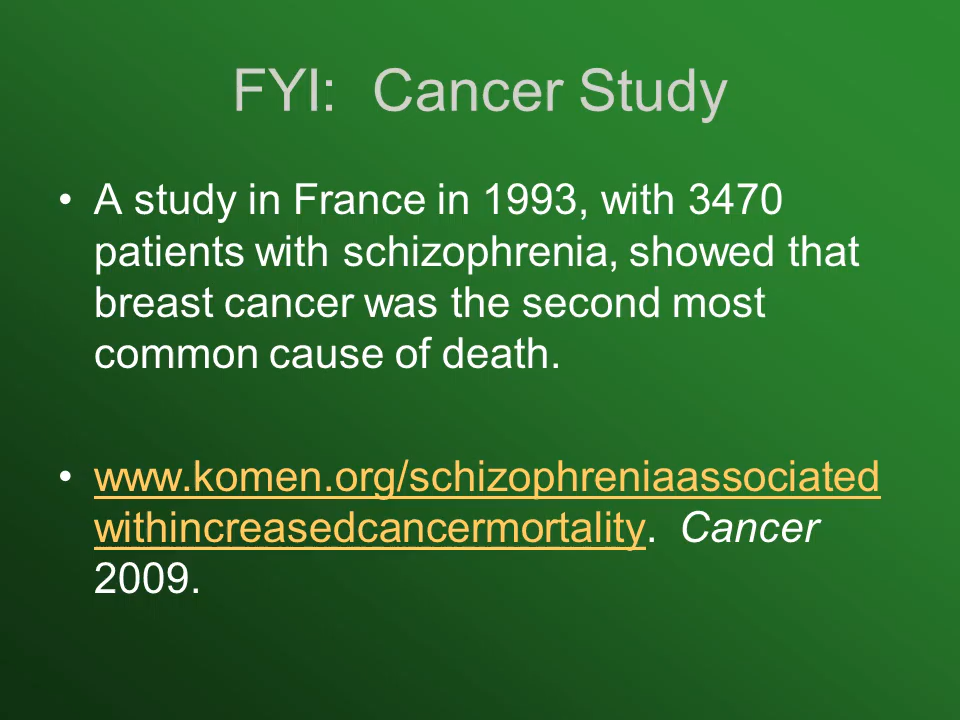 FYI: Cancer Study
• A study in France in 1993, with 3470
patients with schizophrenia, showed that
breast cancer was the second most
common cause of death.
• www.komen.org/schizophreniaassociated
withincreasedcancermortality. Cancer
2009.